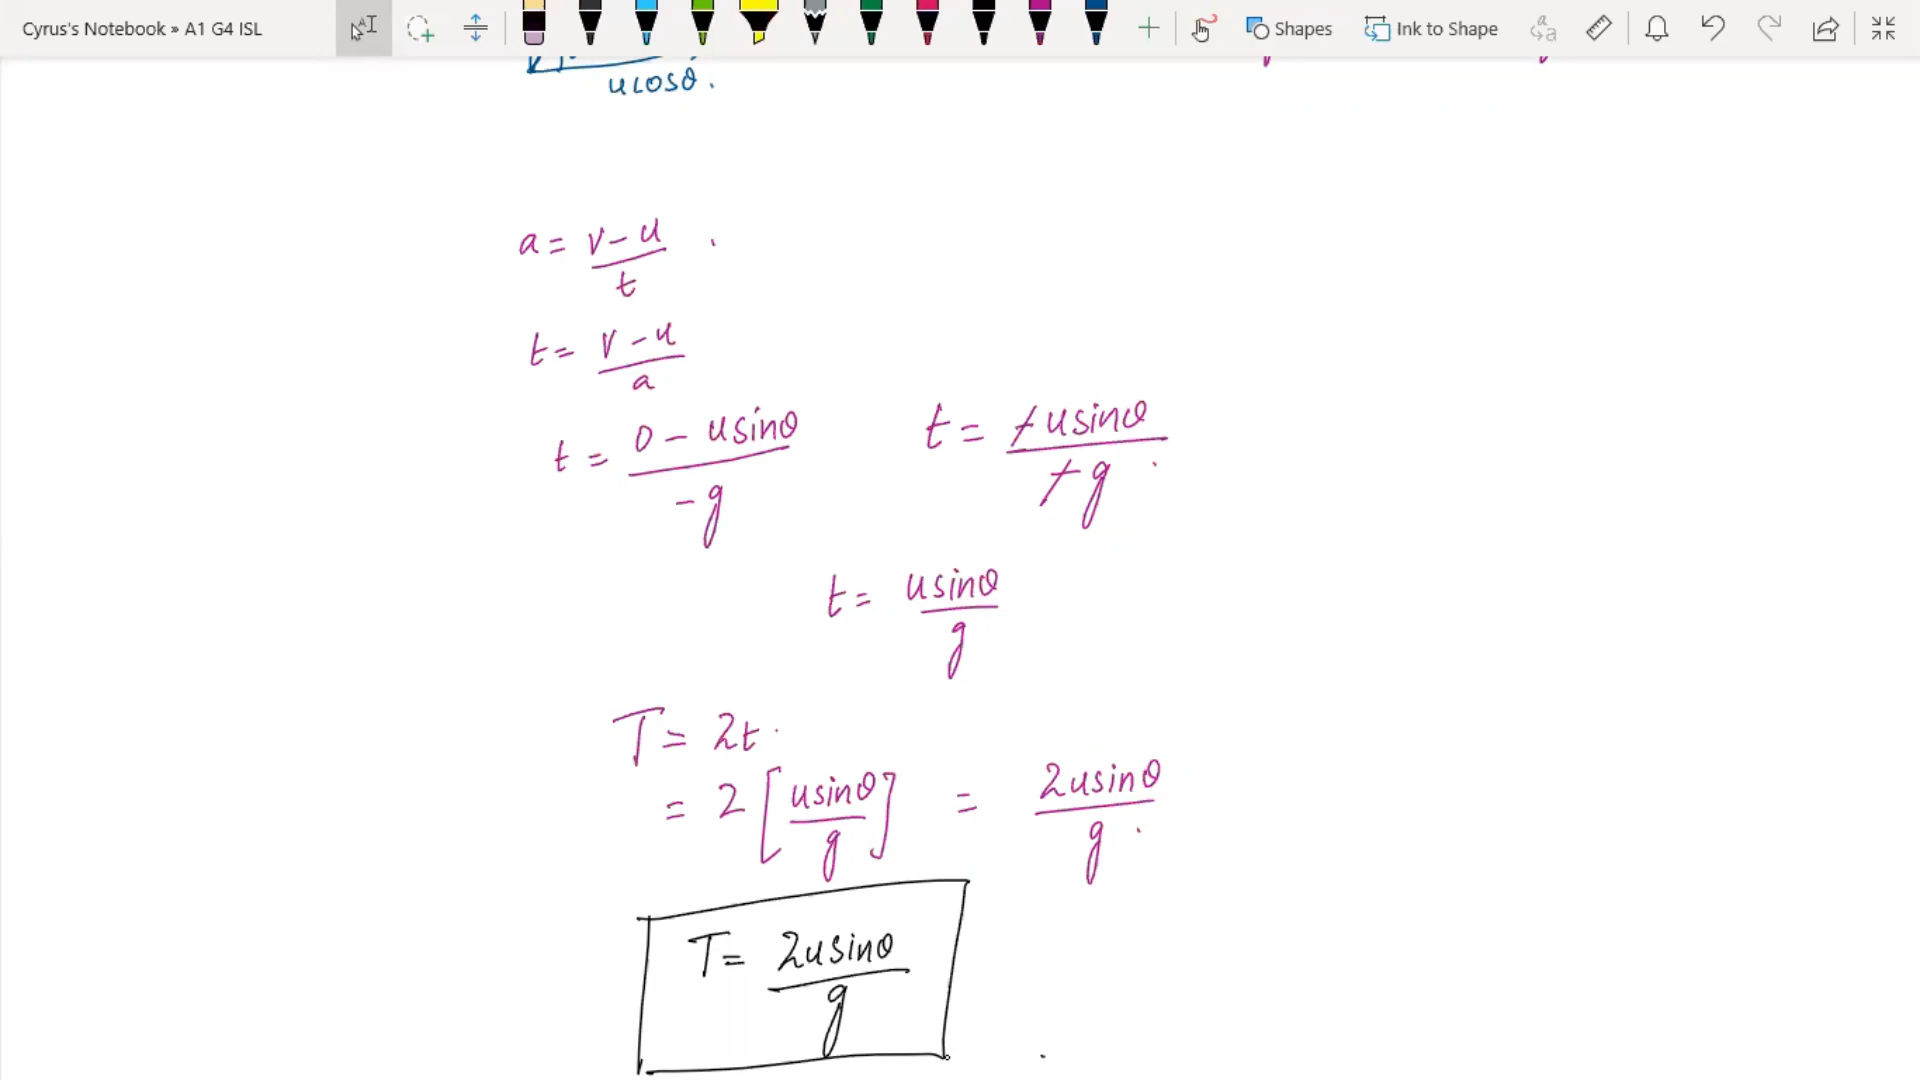 Cyrus's Notebook » A1 G4 ISL
Shapes
Ink to Shape
ucosθ.
a = v-u / t
t = v-u / a
t = 0 - usinθ / -g
t = -usinθ / -g
t = usinθ / g
T = 2t.
= 2 [usinθ / g] = 2usinθ / g.
T = 2usinθ / g